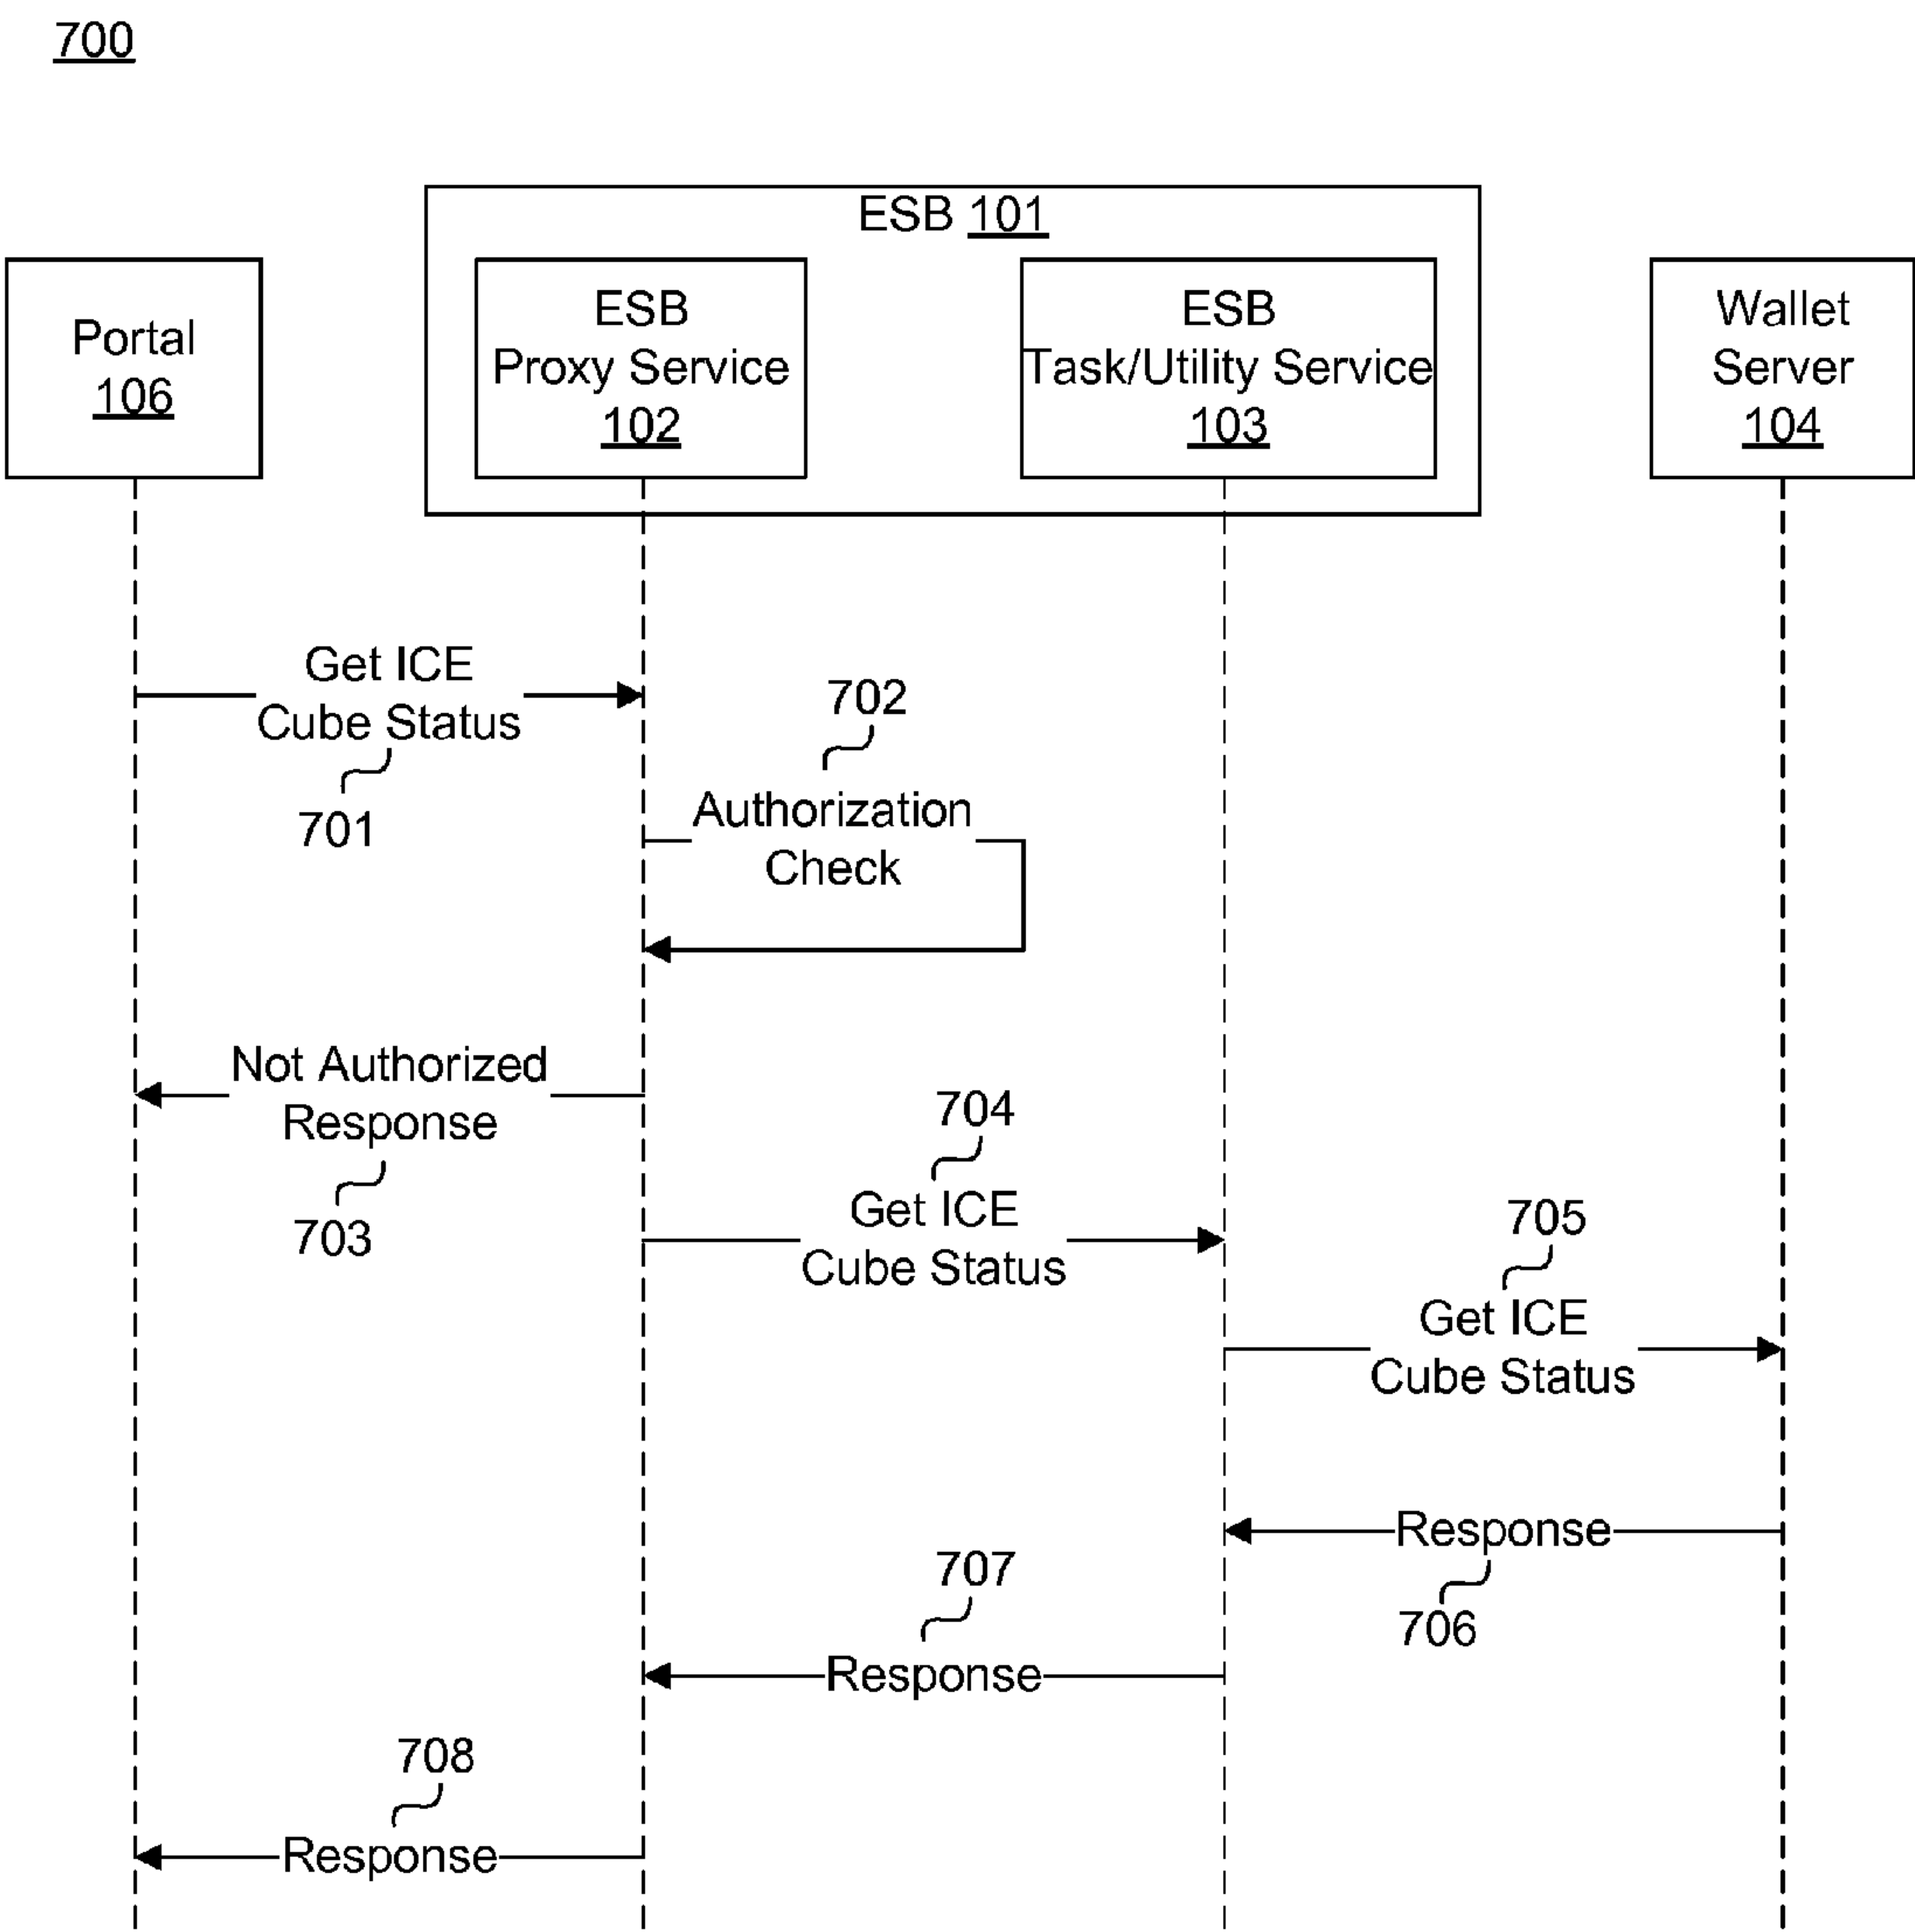 700
ESB 101
Portal
106
ESB
Proxy Service
102
ESB
Task/Utility Service
103
Wallet
Server
104
Get ICE
Cube Status
701
702
Authorization
Check
Not Authorized
Response
703
704
Get ICE
Cube Status
705
Get ICE
Cube Status
Response
706
707
Response
708
Response